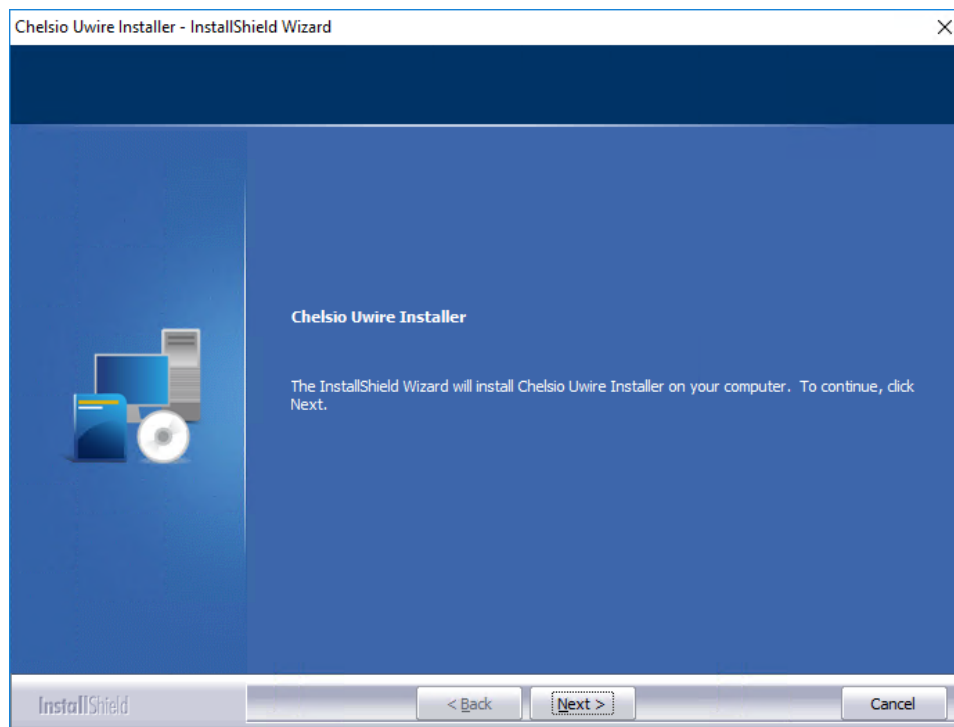 Chelsio Uwire Installer - InstallShield Wizard
Chelsio Uwire Installer
The InstallShield Wizard will install Chelsio Uwire Installer on your computer.  To continue, click
Next.
InstallShield
< Back
Next >
Cancel